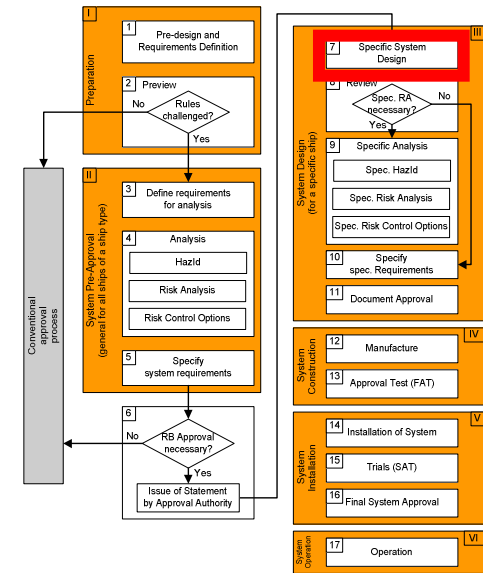 I
1
Pre-design and
Requirements Definition
2
Preview
No
Rules
challenged?
Yes
Preparation
II
3
Define requirements
for analysis
4
Analysis
HazId
Risk Analysis
Risk Control Options
5
Specify
system requirements
System Pre-Approval
(general for all ships of a ship type)
6
No
RB Approval
necessary?
Yes
Issue of Statement
by Approval Authority
Conventional
approval
process
III
7
Specific System
Design
8
Review
Spec. RA
necessary?
No
Yes
9
Specific Analysis
Spec. HazId
Spec. Risk Analysis
Spec. Risk Control Options
10
Specify
spec. Requirements
11
Document Approval
System Design
(for a specific ship)
IV
12
Manufacture
13
Approval Test (FAT)
System
Construction
V
14
Installation of System
15
Trials (SAT)
16
Final System Approval
System
Installation
VI
17
Operation
System
Operation